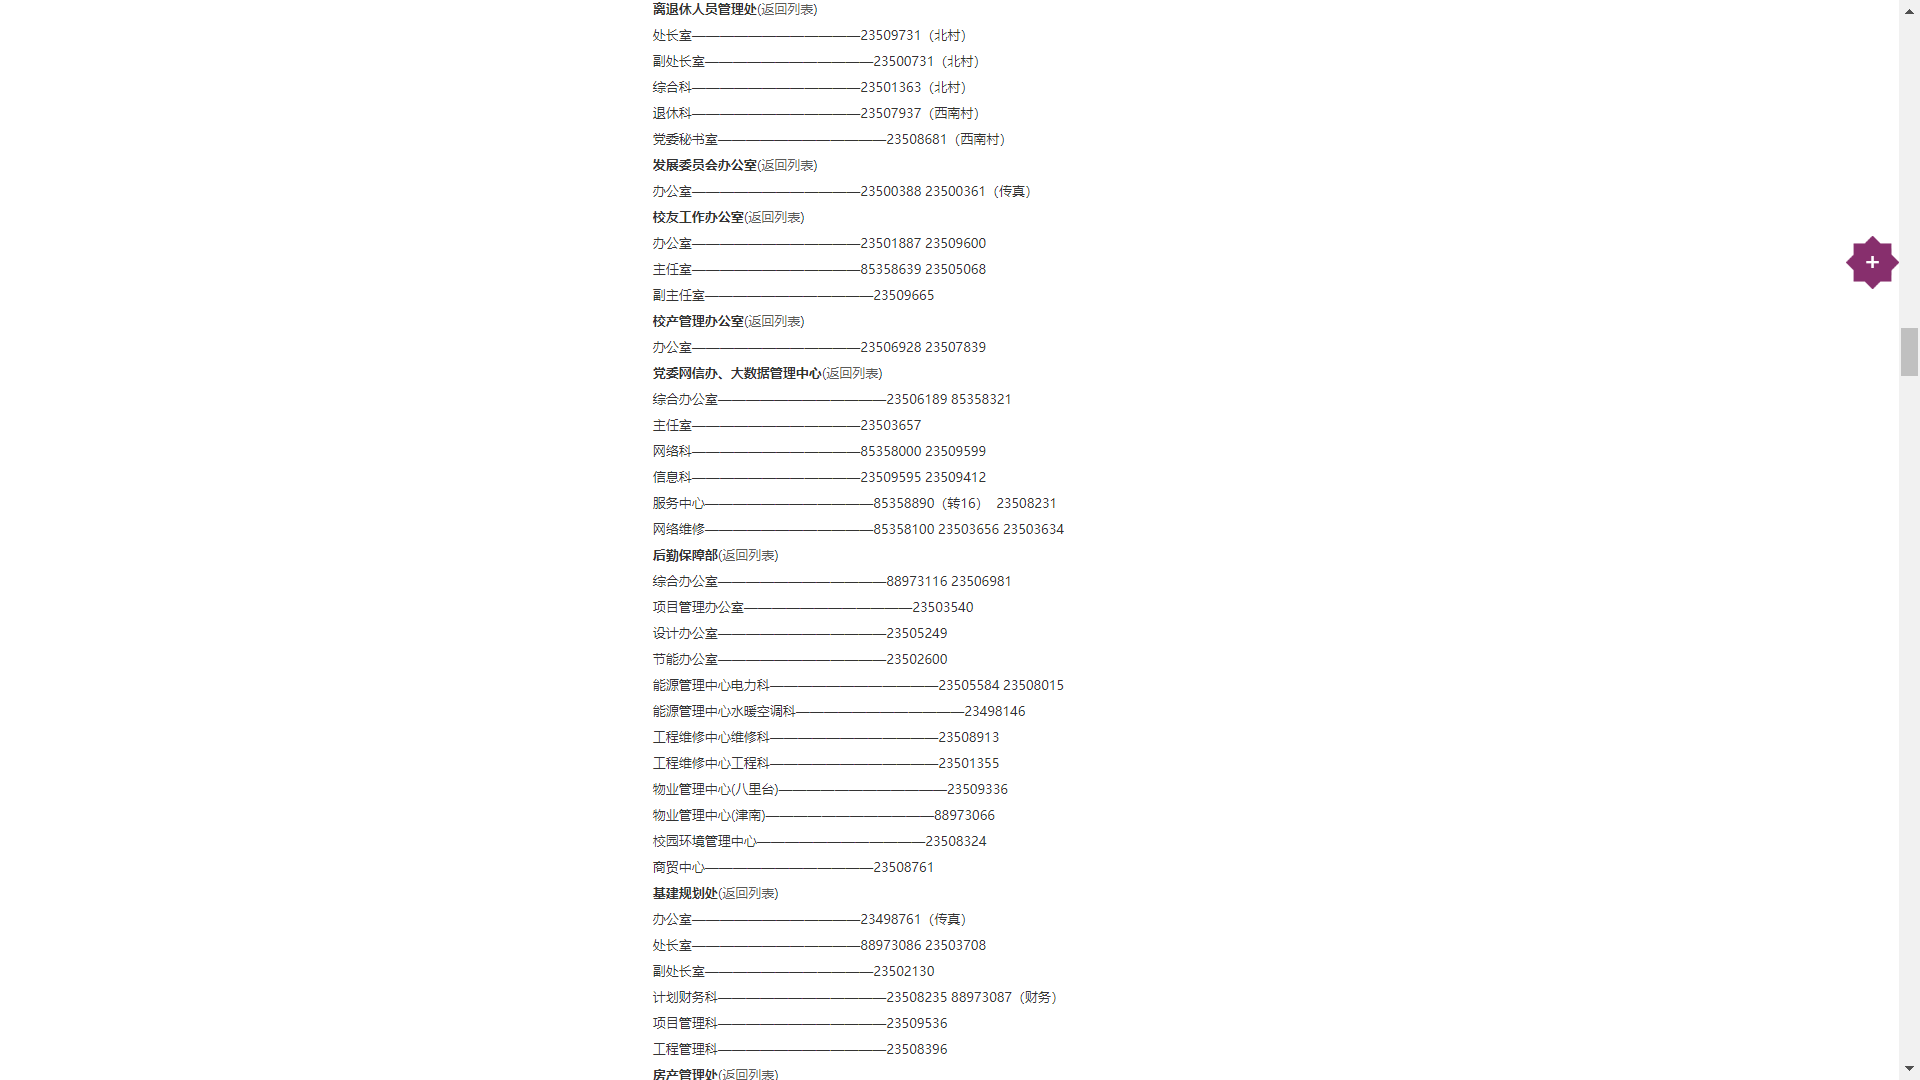 离退休人员管理处(返回列表)
处长室————————————23509731（北村）
副处长室————————————23500731（北村）
综合科————————————23501363（北村）
退休科————————————23507937（西南村）
党委秘书室————————————23508681（西南村）
发展委员会办公室(返回列表)
办公室————————————23500388 23500361（传真）
校友工作办公室(返回列表)
办公室————————————23501887 23509600
主任室————————————85358639 23505068
副主任室————————————23509665
校产管理办公室(返回列表)
办公室————————————23506928 23507839
党委网信办、大数据管理中心(返回列表)
综合办公室————————————23506189 85358321
主任室————————————23503657
网络科————————————85358000 23509599
信息科————————————23509595 23509412
服务中心————————————85358890（转16） 23508231
网络维修————————————85358100 23503656 23503634
后勤保障部(返回列表)
综合办公室————————————88973116 23506981
项目管理办公室————————————23503540
设计办公室————————————23505249
节能办公室————————————23502600
能源管理中心电力科————————————23505584 23508015
能源管理中心水暖空调科————————————23498146
工程维修中心维修科————————————23508913
工程维修中心工程科————————————23501355
物业管理中心(八里台)————————————23509336
物业管理中心(津南)————————————88973066
校园环境管理中心————————————23508324
商贸中心————————————23508761
基建规划处(返回列表)
办公室————————————23498761（传真）
处长室————————————88973086 23503708
副处长室————————————23502130
计划财务科————————————23508235 88973087（财务）
项目管理科————————————23509536
工程管理科————————————23508396
房产管理处(返回列表)